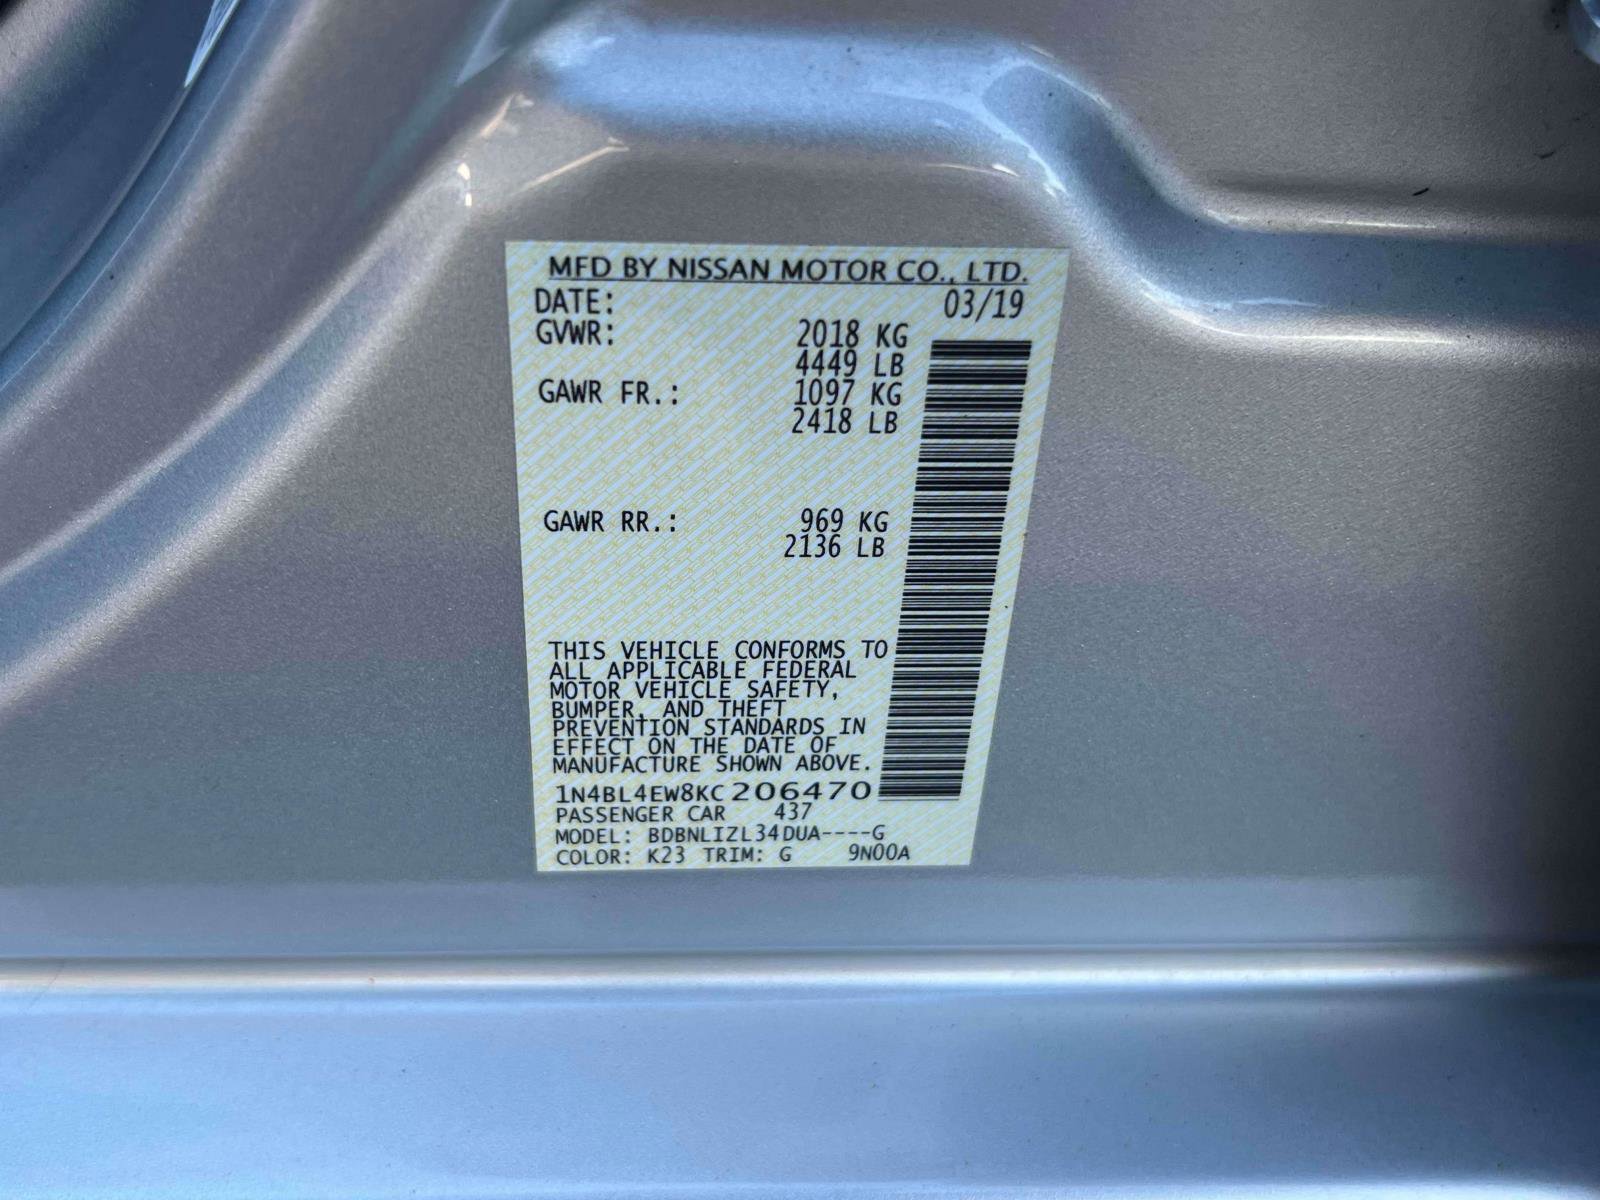 MFD BY NISSAN MOTOR CO., LTD.
DATE: 03/19
GVWR: 2018 KG
4449 LB
GAWR FR.: 1097 KG
2418 LB
GAWR RR.: 969 KG
2136 LB
THIS VEHICLE CONFORMS TO
ALL APPLICABLE FEDERAL
MOTOR VEHICLE SAFETY,
BUMPER, AND THEFT
PREVENTION STANDARDS IN
EFFECT ON THE DATE OF
MANUFACTURE SHOWN ABOVE.
1N4BL4EW8KC206470
PASSENGER CAR 437
MODEL: BDBNLIZL34DUA----G
COLOR: K23 TRIM: G 9N00A